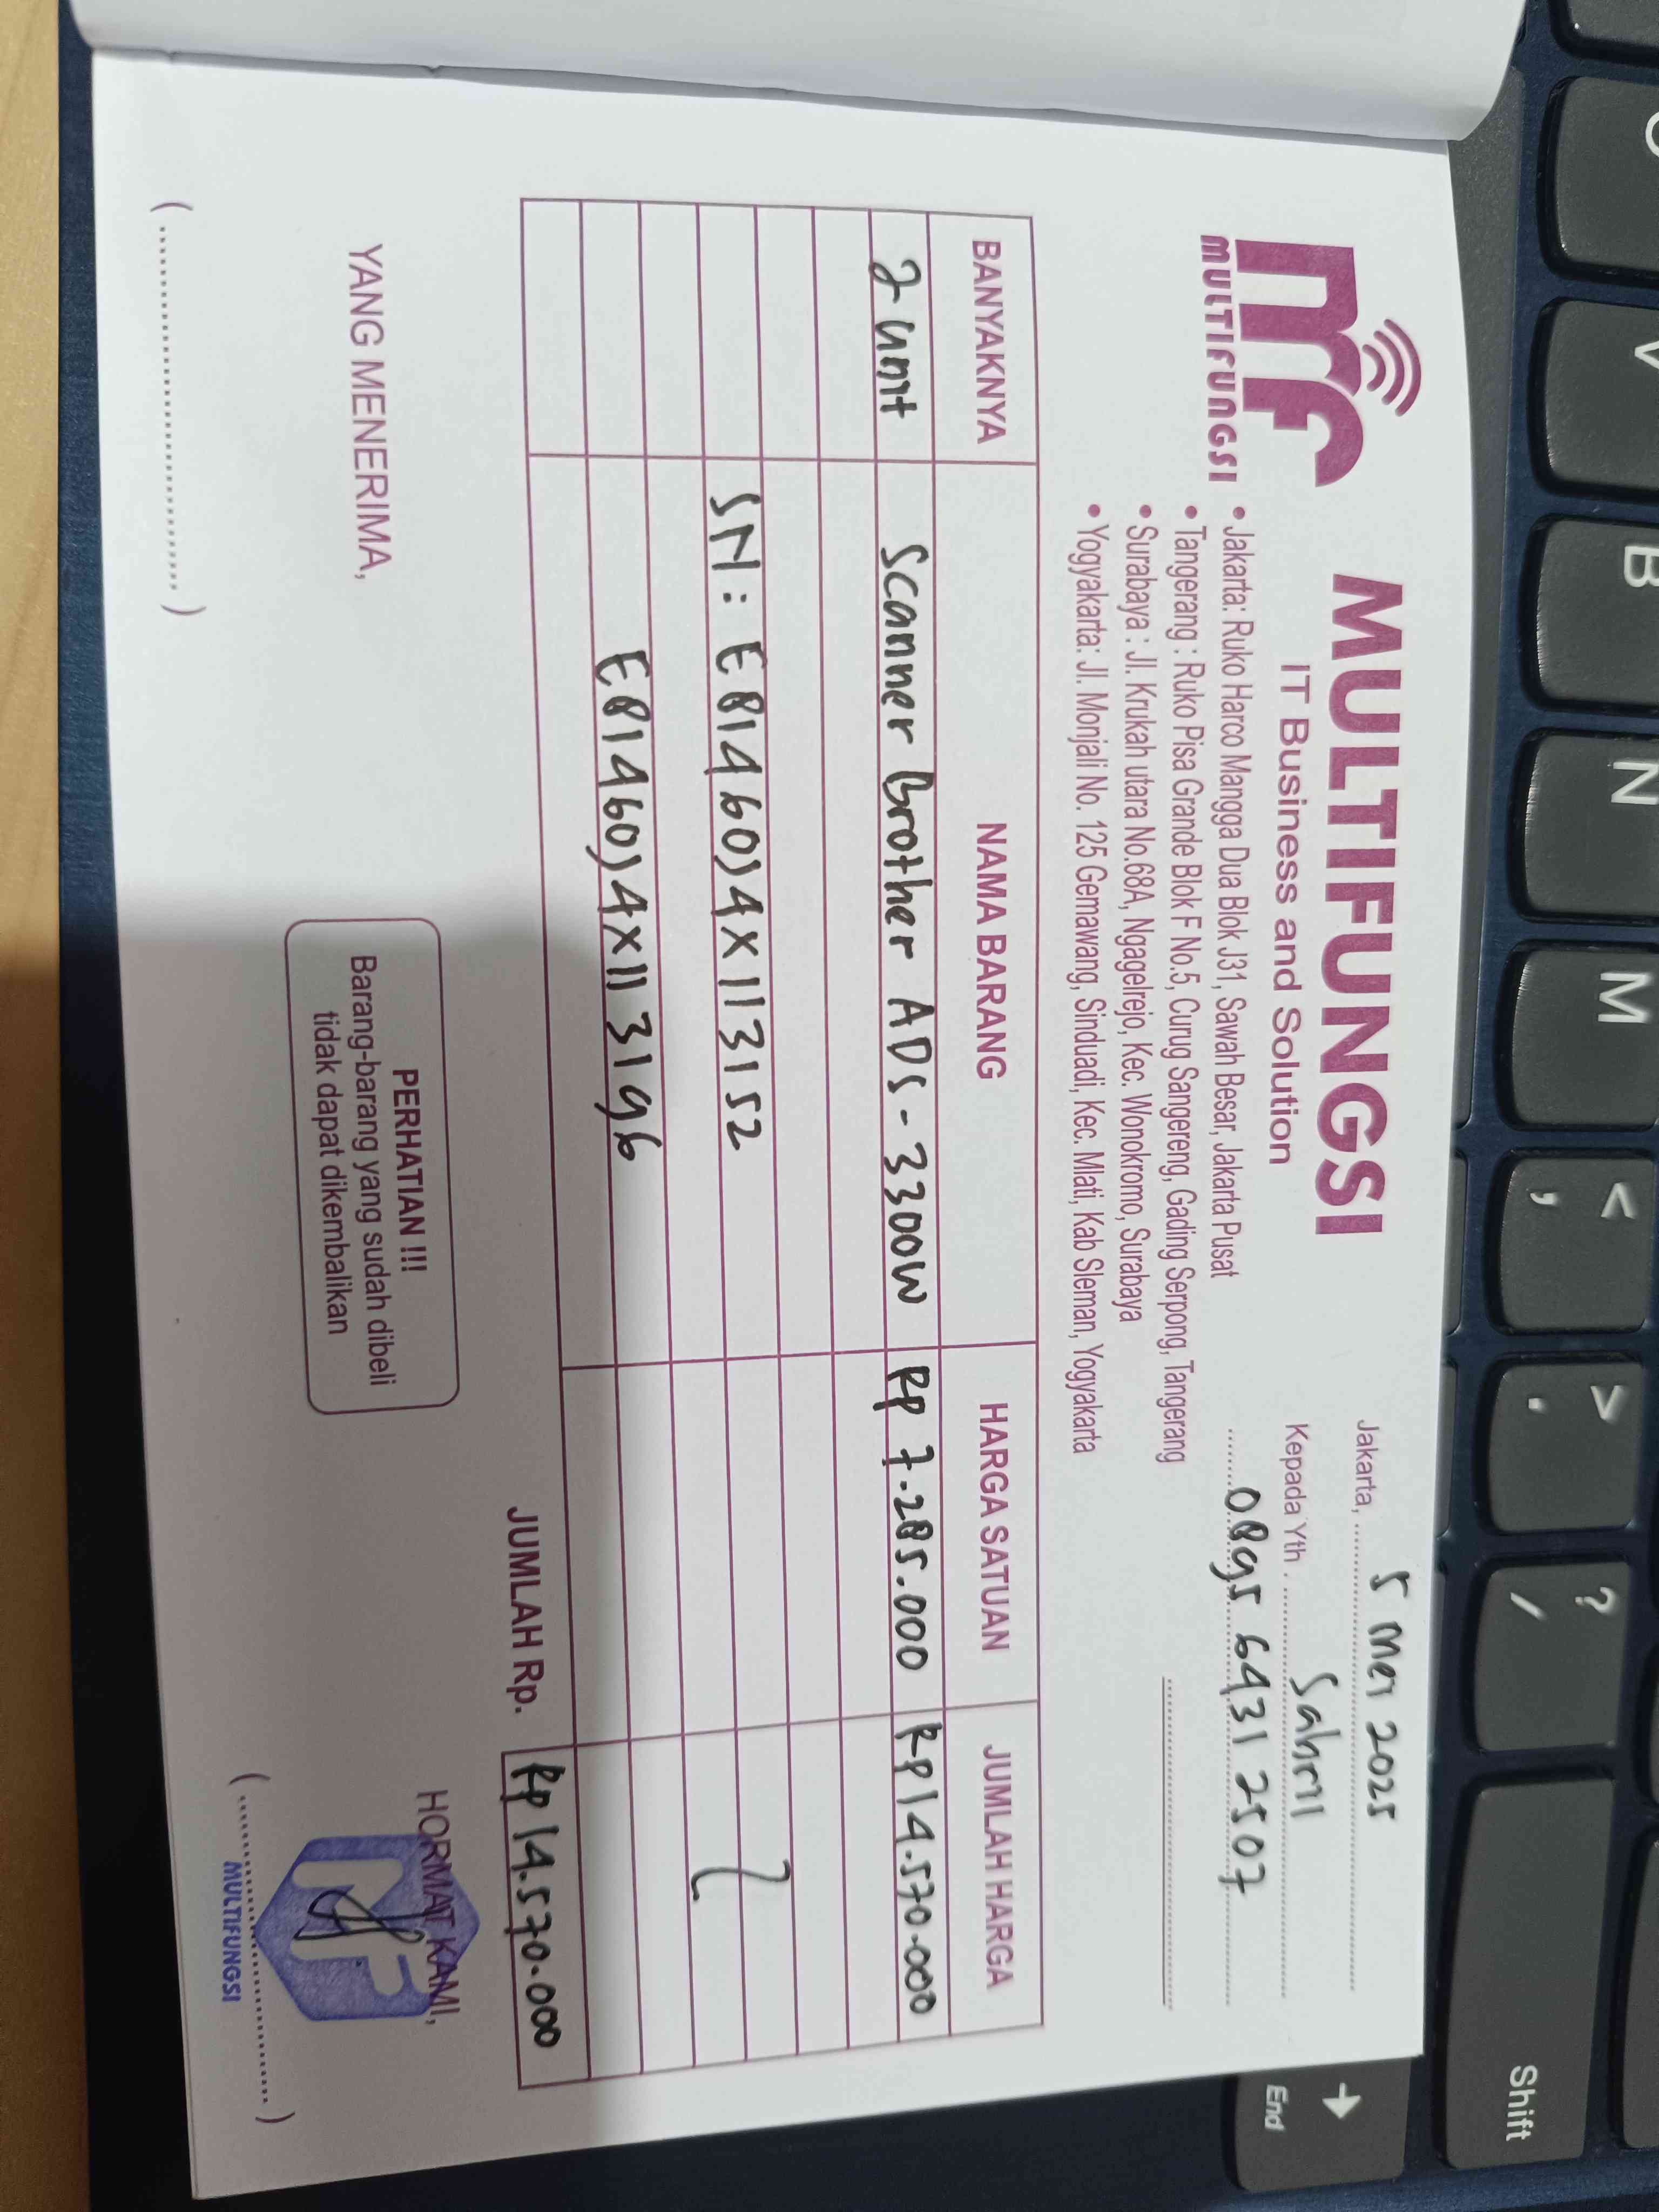 MULTIFUNGSI
MULTIFUNGSI
IT Business and Solution
• Jakarta: Ruko Harco Mangga Dua Blok J31, Sawah Besar, Jakarta Pusat
• Tangerang : Ruko Pisa Grande Blok F No.5, Curug Sangereng, Gading Serpong, Tangerang
• Surabaya : Jl. Krukah utara No.68A, Ngagelrejo, Kec. Wonokromo, Surabaya
• Yogyakarta: Jl. Monjali No. 125 Gemawang, Sinduadi, Kec. Mlati, Kab Sleman, Yogyakarta
Jakarta, 5 Mei 2025
Kepada Yth. Sahril
0895 6431 2507
BANYAKNYA NAMA BARANG HARGA SATUAN JUMLAH HARGA
2 unit Scanner Brother ADS-3300W Rp 7.285.000 Rp 14.570.000
SN: E81460J4X113152
E81460J4X113196
JUMLAH Rp. Rp 14.570.000
YANG MENERIMA,
PERHATIAN !!!
Barang-barang yang sudah dibeli
tidak dapat dikembalikan
HORMAT KAMI,
MF
MULTIFUNGSI
V
B
N
M
< ,
> .
? /
Shift
End